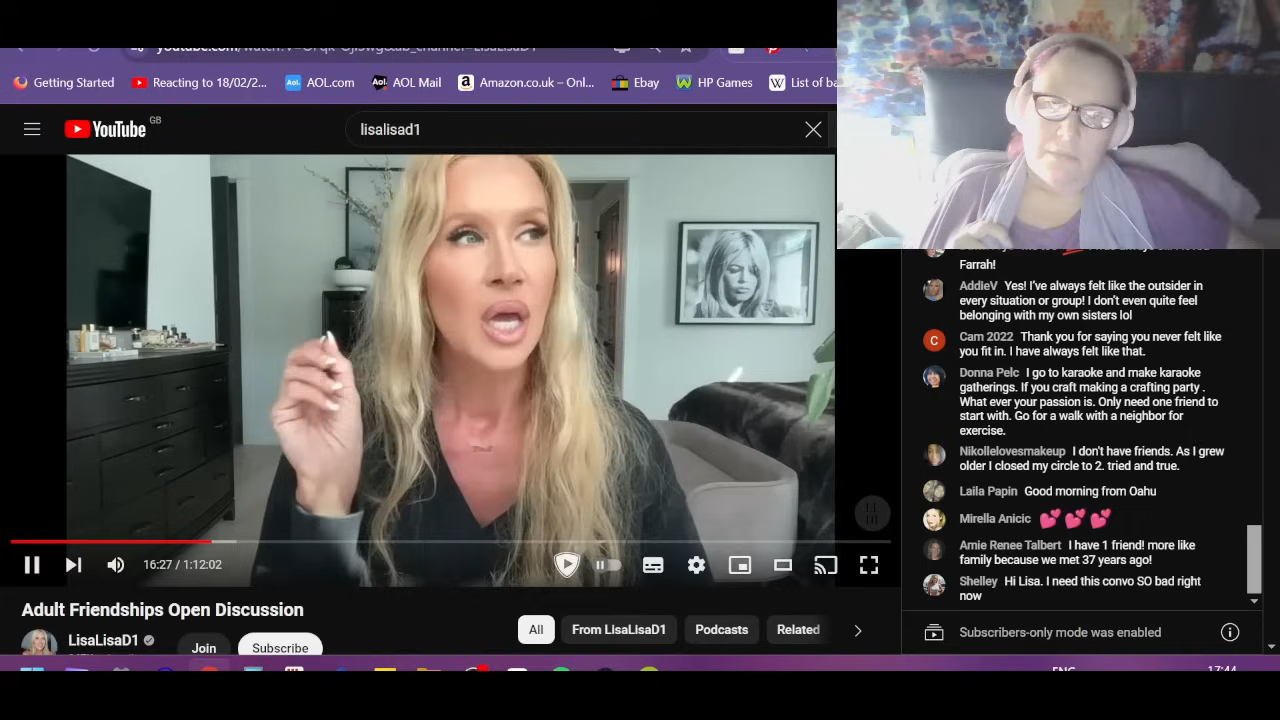 Getting Started
Reacting to 18/02/2...
AOL.com
AOL Mail
Amazon.co.uk – Onl...
Ebay
HP Games
List of ba
YouTube GB
lisalisad1
Farrah!
AddieV Yes! I've always felt like the outsider in
every situation or group! I don't even quite feel
belonging with my own sisters lol
Cam 2022 Thank you for saying you never felt like
you fit in. I have always felt like that.
Donna Pelc I go to karaoke and make karaoke
gatherings. If you craft making a crafting party .
What ever your passion is. Only need one friend to
start with. Go for a walk with a neighbor for
exercise.
Nikollelovesmakeup I don't have friends. As I grew
older I closed my circle to 2. tried and true.
Laila Papin Good morning from Oahu
Mirella Anicic 💕 💕 💕
Amie Renee Talbert I have 1 friend! more like
family because we met 37 years ago!
Shelley Hi Lisa. I need this convo SO bad right
now
Subscribers-only mode was enabled
16:27 / 1:12:02
Adult Friendships Open Discussion
LisaLisaD1
Join
Subscribe
All
From LisaLisaD1
Podcasts
Related
ENG
17:44